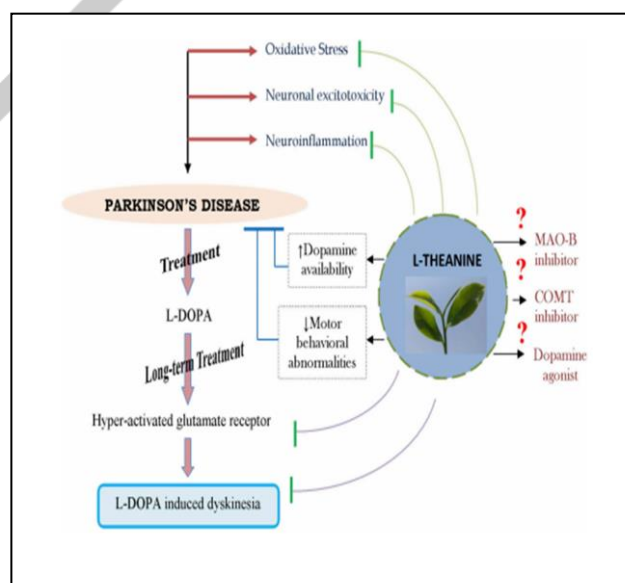 Oxidative Stress
Neuronal excitotoxicity
Neuroinflammation
PARKINSON'S DISEASE
Treatment
L-DOPA
Long-term Treatment
Hyper-activated glutamate receptor
L-DOPA induced dyskinesia
↑Dopamine
availability
↓Motor
behavioral
abnormalities
L-THEANINE
?
MAO-B
inhibitor
?
COMT
inhibitor
?
Dopamine
agonist